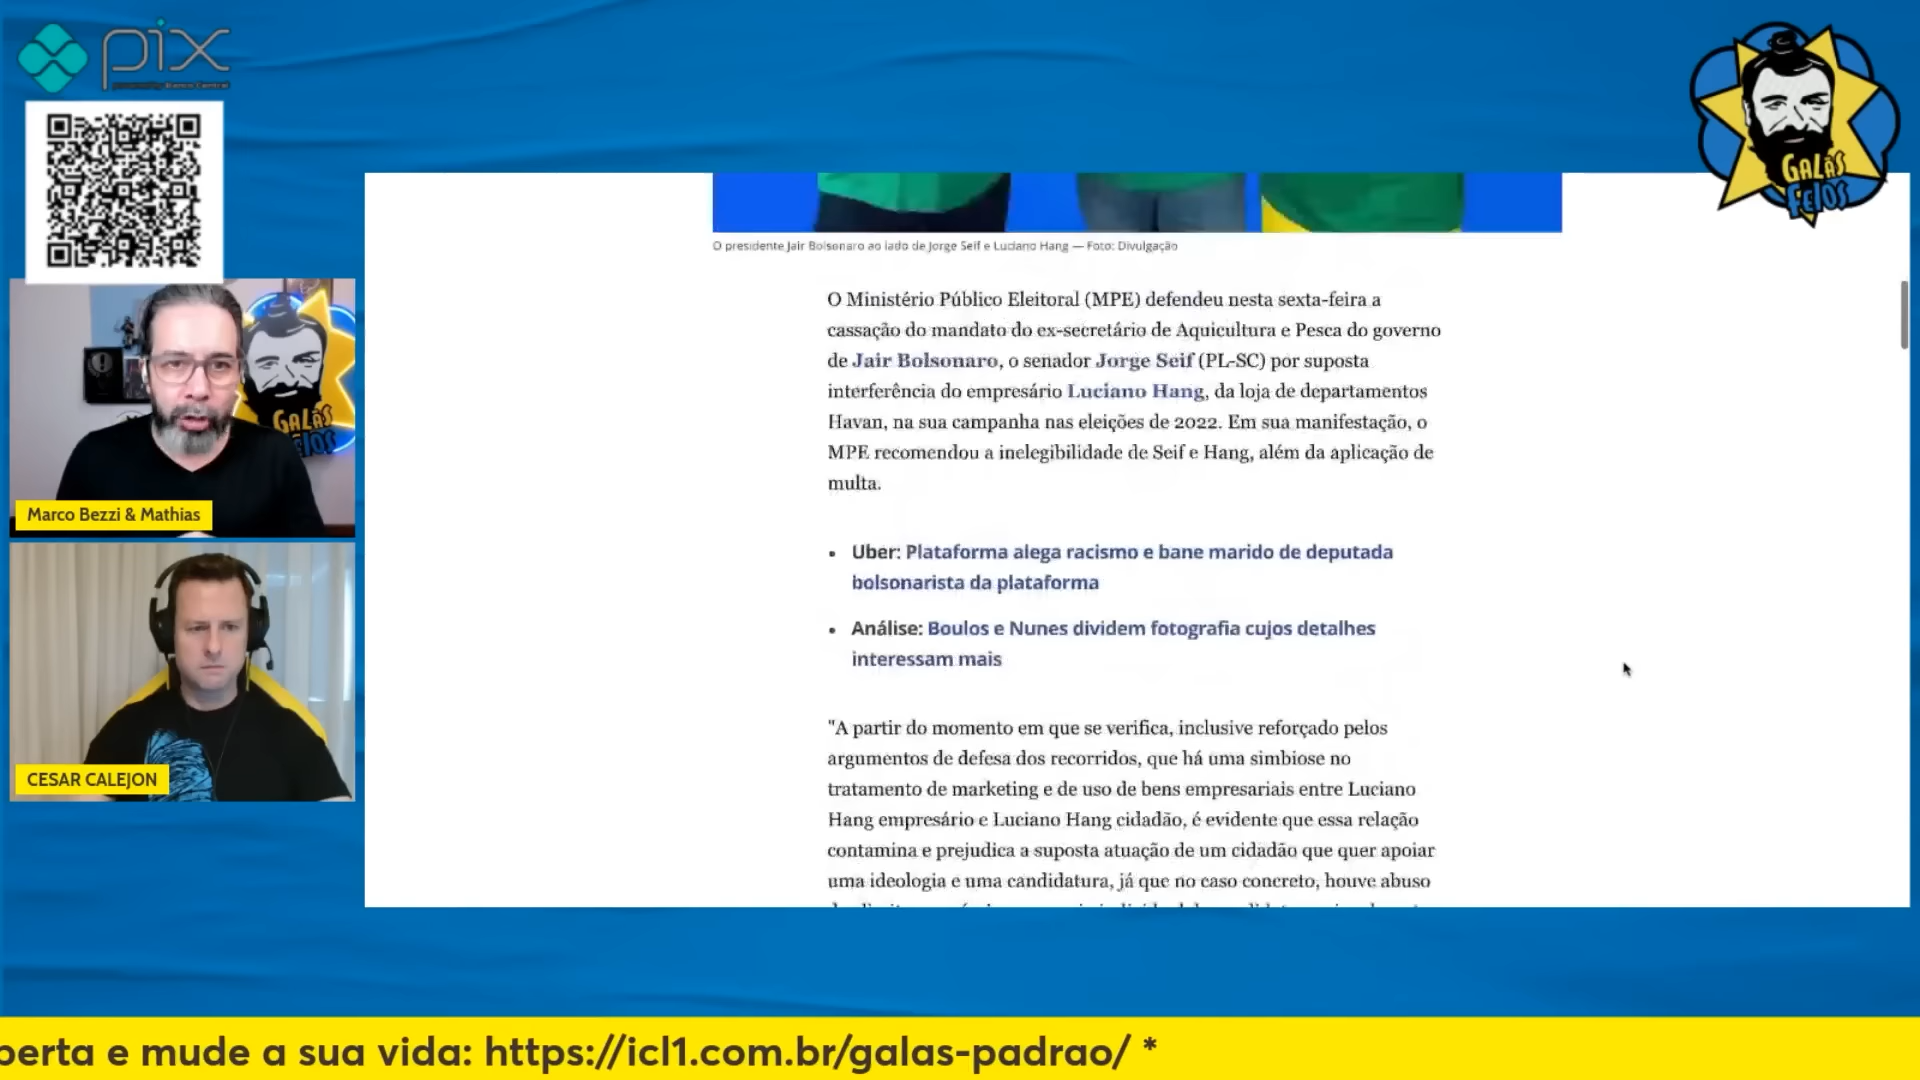 pix
powered by Banco Central
GALÃS
FEIOS
O presidente Jair Bolsonaro ao lado de Jorge Seif e Luciano Hang — Foto: Divulgação
O Ministério Público Eleitoral (MPE) defendeu nesta sexta-feira a
cassação do mandato do ex-secretário de Aquicultura e Pesca do governo
de Jair Bolsonaro, o senador Jorge Seif (PL-SC) por suposta
interferência do empresário Luciano Hang, da loja de departamentos
Havan, na sua campanha nas eleições de 2022. Em sua manifestação, o
MPE recomendou a inelegibilidade de Seif e Hang, além da aplicação de
multa.
• Uber: Plataforma alega racismo e bane marido de deputada
bolsonarista da plataforma
• Análise: Boulos e Nunes dividem fotografia cujos detalhes
interessam mais
"A partir do momento em que se verifica, inclusive reforçado pelos
argumentos de defesa dos recorridos, que há uma simbiose no
tratamento de marketing e de uso de bens empresariais entre Luciano
Hang empresário e Luciano Hang cidadão, é evidente que essa relação
contamina e prejudica a suposta atuação de um cidadão que quer apoiar
uma ideologia e uma candidatura, já que no caso concreto, houve abuso
GALÃS
FEIOS
Marco Bezzi & Mathias
CESAR CALEJON
perta e mude a sua vida: https://icl1.com.br/galas-padrao/ *